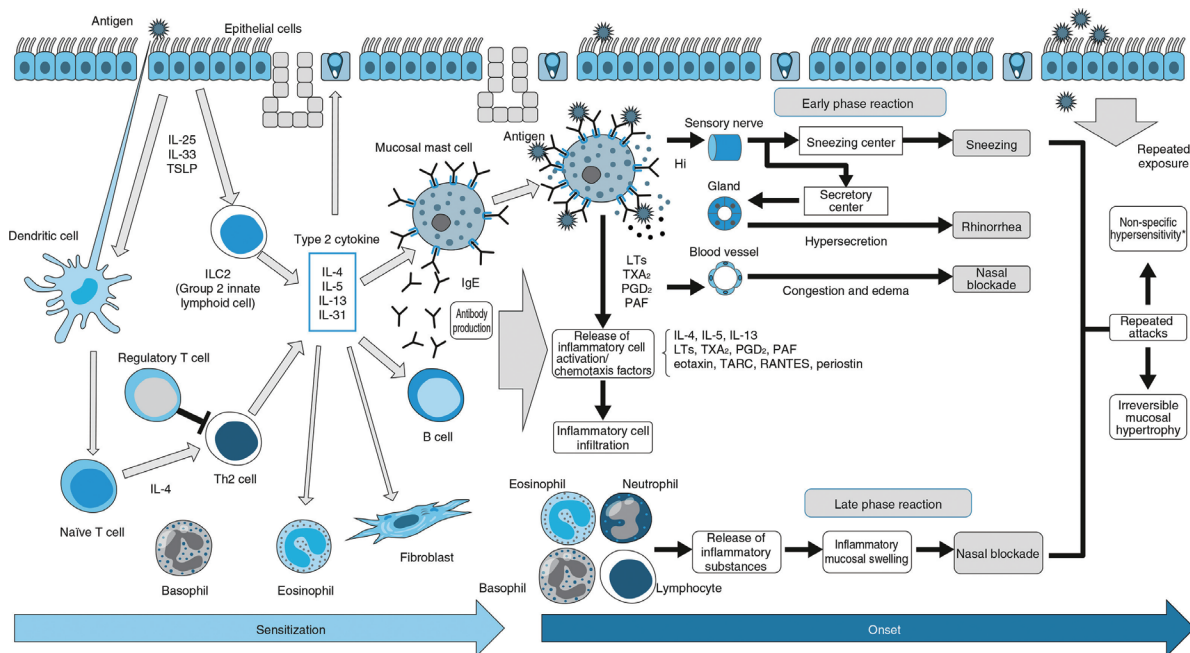 Antigen
Epithelial cells
IL-25
IL-33
TSLP
Dendritic cell
ILC2
(Group 2 innate
lymphoid cell)
Type 2 cytokine
IL-4
IL-5
IL-13
IL-31
Mucosal mast cell
IgE
Antibody
production
Regulatory T cell
Th2 cell
IL-4
Naïve T cell
B cell
Basophil
Eosinophil
Fibroblast
Sensitization
Antigen
Early phase reaction
Sensory nerve
Hi
Sneezing center
Sneezing
Secretory
center
Gland
Hypersecretion
Rhinorrhea
LTs
TXA₂
PGD₂
PAF
Blood vessel
Congestion and edema
Nasal
blockade
Release of
inflammatory cell
activation/
chemotaxis factors
IL-4, IL-5, IL-13
LTs, TXA₂, PGD₂, PAF
eotaxin, TARC, RANTES, periostin
Inflammatory cell
infiltration
Late phase reaction
Eosinophil
Neutrophil
Basophil
Lymphocyte
Release of
inflammatory
substances
Inflammatory
mucosal swelling
Nasal blockade
Repeated
exposure
Non-specific
hypersensitivity*
Repeated
attacks
Irreversible
mucosal
hypertrophy
Onset